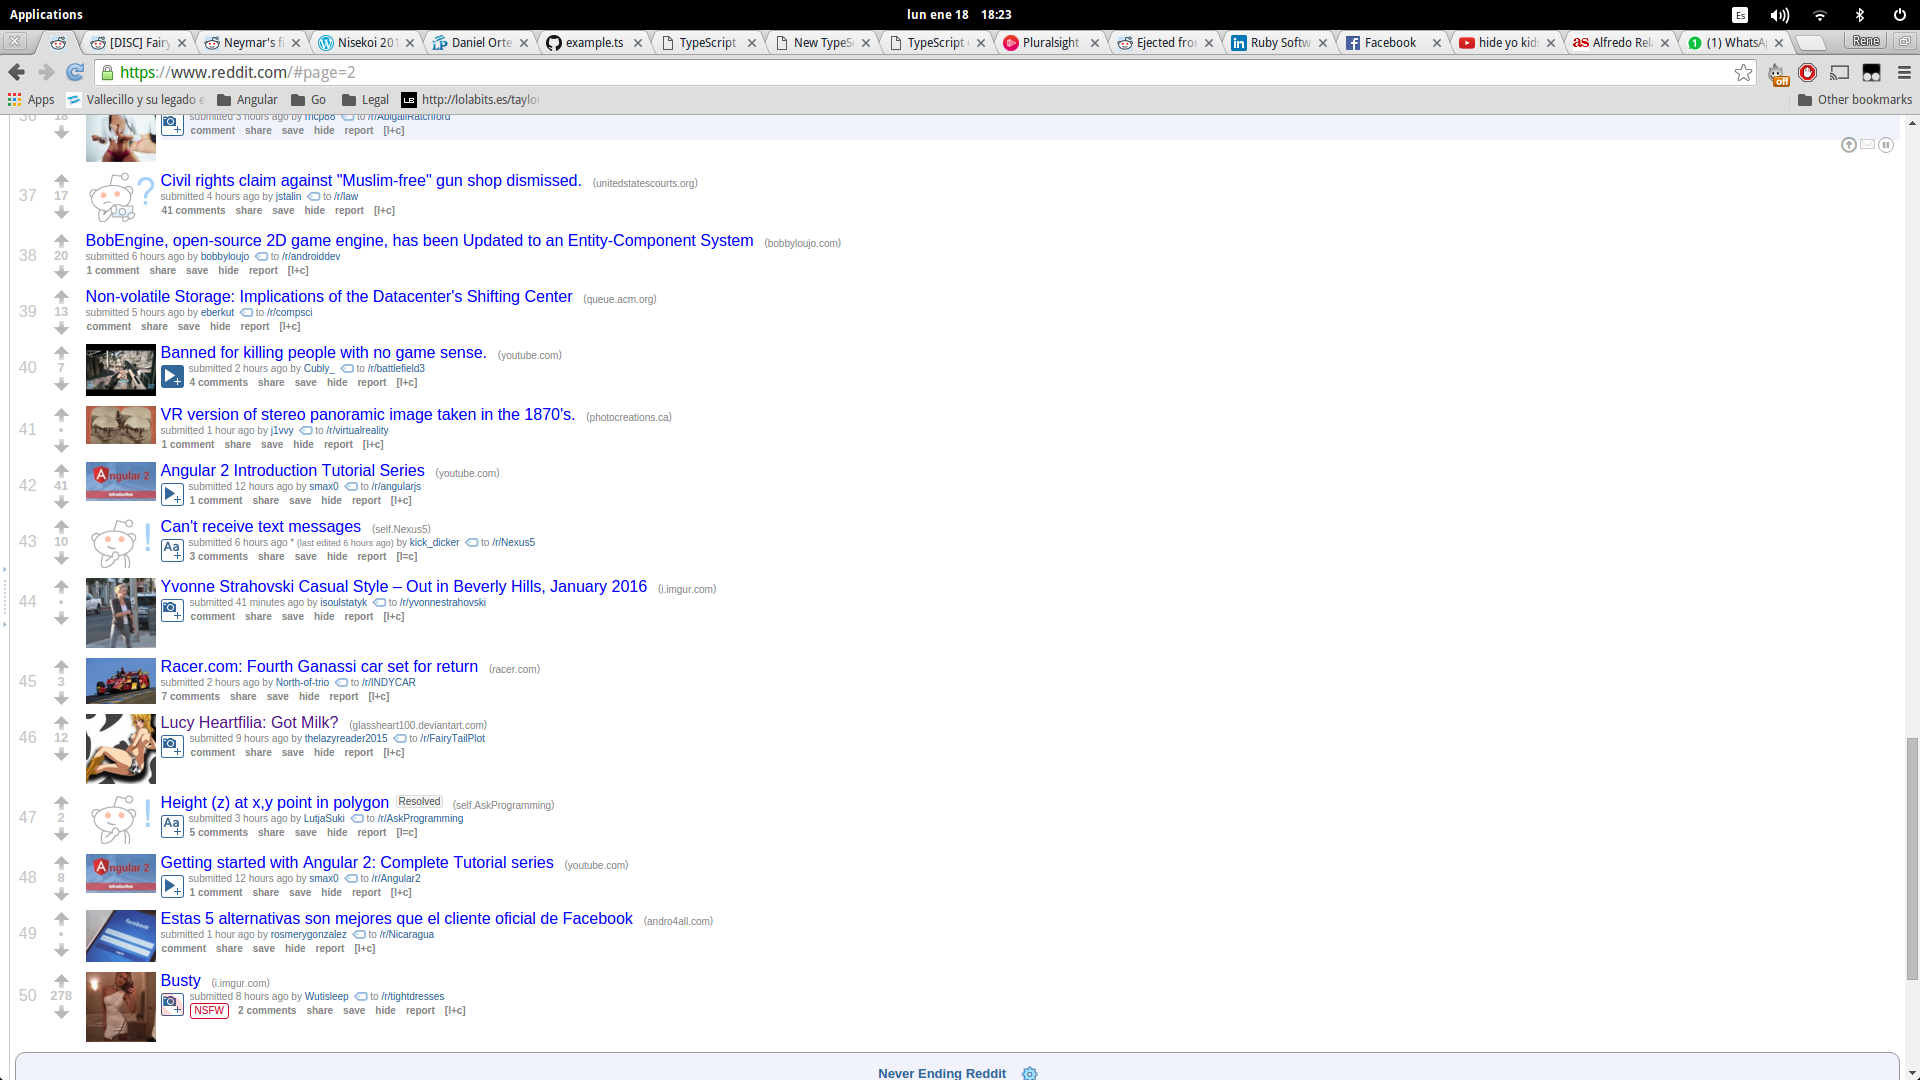 Applications
lun ene 18 18:23
Es
[DISC] Fairy
Neymar's fi
Nisekoi 201
Daniel Orte
example.ts
TypeScript
New TypeSc
TypeScript
Pluralsight
Ejected from
Ruby Softw
Facebook
hide yo kid
Alfredo Rel
(1) WhatsAp
Rene
https://www.reddit.com/#page=2
off
Apps
Vallecillo y su legado e
Angular
Go
Legal
http://lolabits.es/taylo
Other bookmarks
36 18 submitted 3 hours ago by mcp88 to /r/AbigailRatchford
comment share save hide report [l+c]
37 17 Civil rights claim against "Muslim-free" gun shop dismissed. (unitedstatescourts.org)
submitted 4 hours ago by jstalin to /r/law
41 comments share save hide report [l+c]
38 20 BobEngine, open-source 2D game engine, has been Updated to an Entity-Component System (bobbyloujo.com)
submitted 6 hours ago by bobbyloujo to /r/androiddev
1 comment share save hide report [l+c]
39 13 Non-volatile Storage: Implications of the Datacenter's Shifting Center (queue.acm.org)
submitted 5 hours ago by eberkut to /r/compsci
comment share save hide report [l+c]
40 7 Banned for killing people with no game sense. (youtube.com)
submitted 2 hours ago by Cubly_ to /r/battlefield3
4 comments share save hide report [l+c]
41 • VR version of stereo panoramic image taken in the 1870's. (photocreations.ca)
submitted 1 hour ago by j1vvy to /r/virtualreality
1 comment share save hide report [l+c]
42 41 Angular 2 Introduction Tutorial Series (youtube.com)
submitted 12 hours ago by smax0 to /r/angularjs
1 comment share save hide report [l+c]
43 10 Can't receive text messages (self.Nexus5)
Aa submitted 6 hours ago * (last edited 6 hours ago) by kick_dicker to /r/Nexus5
3 comments share save hide report [l=c]
44 • Yvonne Strahovski Casual Style – Out in Beverly Hills, January 2016 (i.imgur.com)
submitted 41 minutes ago by isoulstatyk to /r/yvonnestrahovski
comment share save hide report [l+c]
45 3 Racer.com: Fourth Ganassi car set for return (racer.com)
submitted 2 hours ago by North-of-trio to /r/INDYCAR
7 comments share save hide report [l+c]
46 12 Lucy Heartfilia: Got Milk? (glassheart100.deviantart.com)
submitted 9 hours ago by thelazyreader2015 to /r/FairyTailPlot
comment share save hide report [l+c]
47 2 Height (z) at x,y point in polygon Resolved (self.AskProgramming)
Aa submitted 3 hours ago by LutjaSuki to /r/AskProgramming
5 comments share save hide report [l=c]
48 8 Getting started with Angular 2: Complete Tutorial series (youtube.com)
submitted 12 hours ago by smax0 to /r/Angular2
1 comment share save hide report [l+c]
49 • Estas 5 alternativas son mejores que el cliente oficial de Facebook (andro4all.com)
submitted 1 hour ago by rosmerygonzalez to /r/Nicaragua
comment share save hide report [l+c]
50 278 Busty (i.imgur.com)
submitted 8 hours ago by Wutisleep to /r/tightdresses
NSFW 2 comments share save hide report [l+c]
Never Ending Reddit